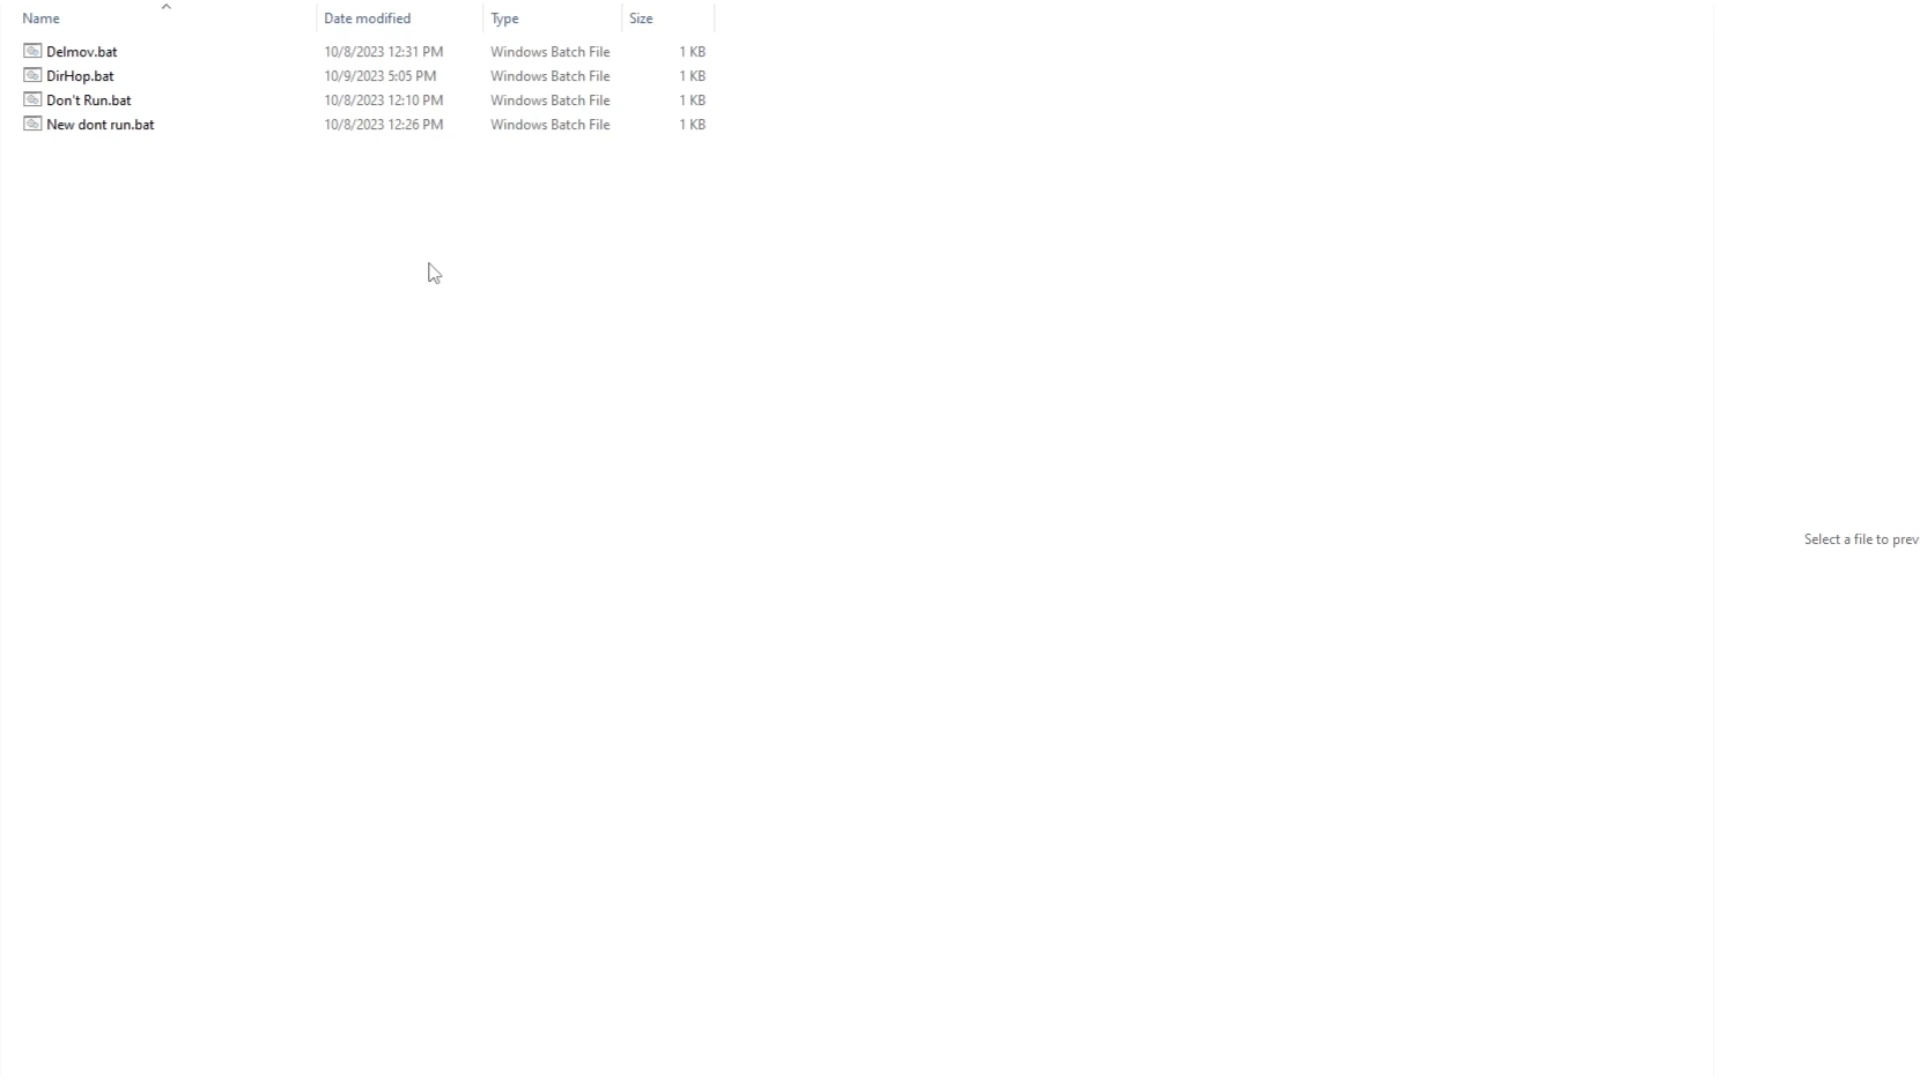 Name Date modified Type Size
Delmov.bat 10/8/2023 12:31 PM Windows Batch File 1 KB
DirHop.bat 10/9/2023 5:05 PM Windows Batch File 1 KB
Don't Run.bat 10/8/2023 12:10 PM Windows Batch File 1 KB
New dont run.bat 10/8/2023 12:26 PM Windows Batch File 1 KB
Select a file to prev